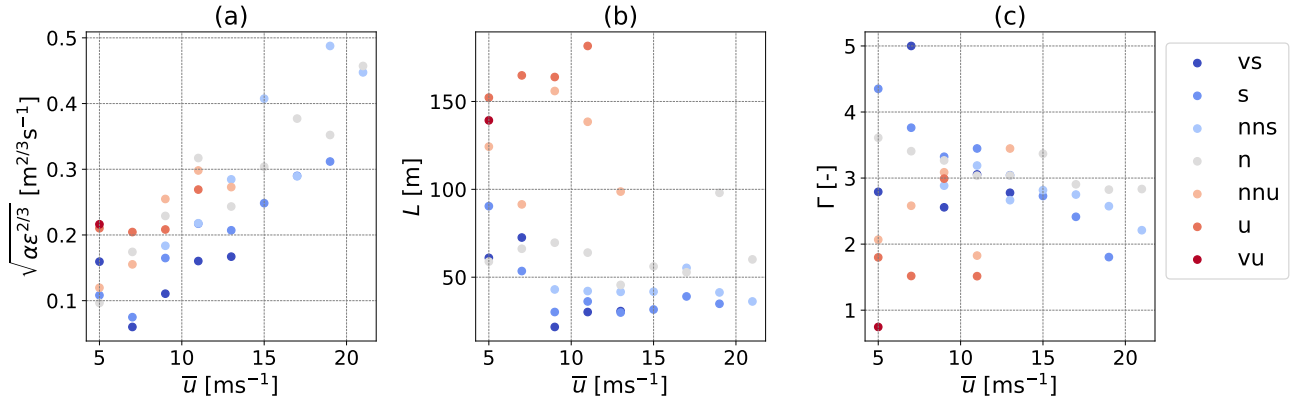 (a)
√αε^2/3 [m^2/3s^−1]
0.5
0.4
0.3
0.2
0.1
5 10 15 20
u̅ [ms^−1]
(b)
L [m]
150
100
50
5 10 15 20
u̅ [ms^−1]
(c)
Γ [-]
5
4
3
2
1
5 10 15 20
u̅ [ms^−1]
vs
s
nns
n
nnu
u
vu